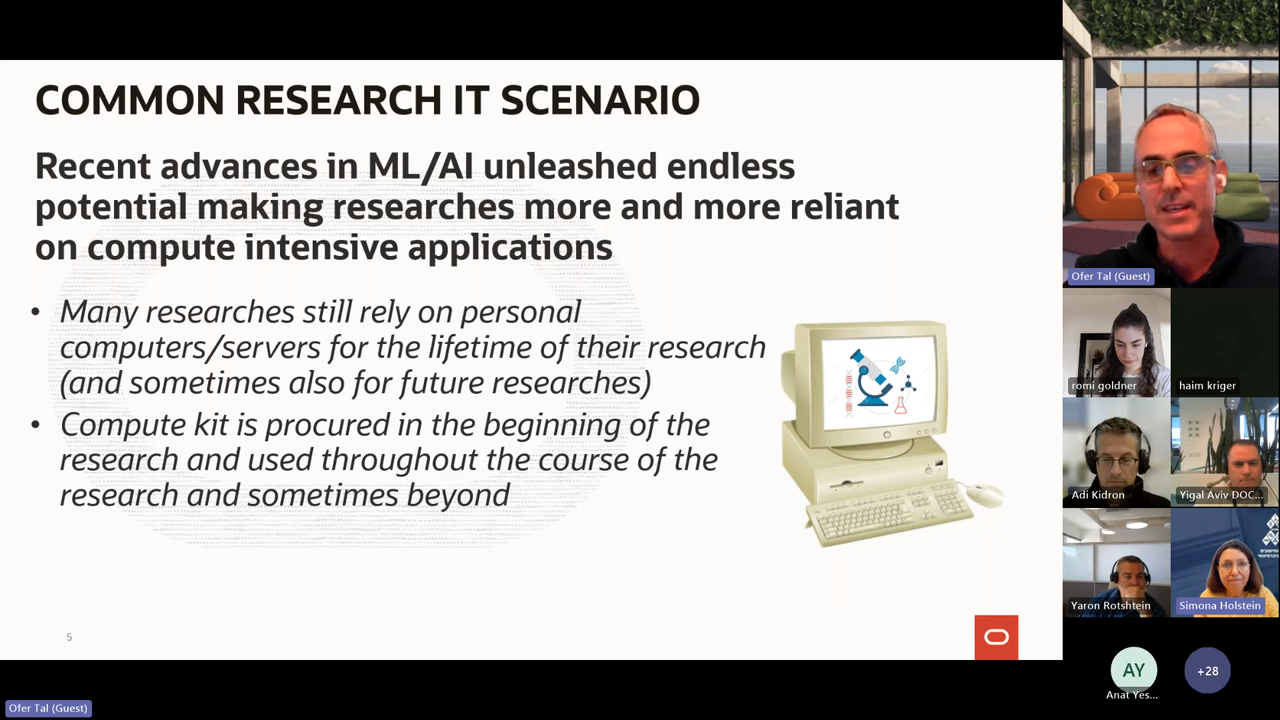 COMMON RESEARCH IT SCENARIO
Recent advances in ML/AI unleashed endless
potential making researches more and more reliant
on compute intensive applications
• Many researches still rely on personal
computers/servers for the lifetime of their research
(and sometimes also for future researches)
• Compute kit is procured in the beginning of the
research and used throughout the course of the
research and sometimes beyond
5
Ofer Tal (Guest)
Ofer Tal (Guest)
romi goldner
haim kriger
Adi Kidron
Yigal Aviv DOC...
Yaron Rotshtein
Simona Holstein
AY
+28
Anat Yes...